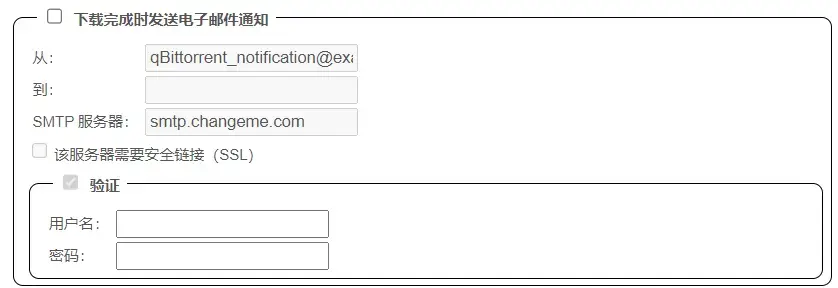 下载完成时发送电子邮件通知
从： qBittorrent_notification@exa
到：
SMTP 服务器： smtp.changeme.com
该服务器需要安全链接（SSL）
验证
用户名：
密码：